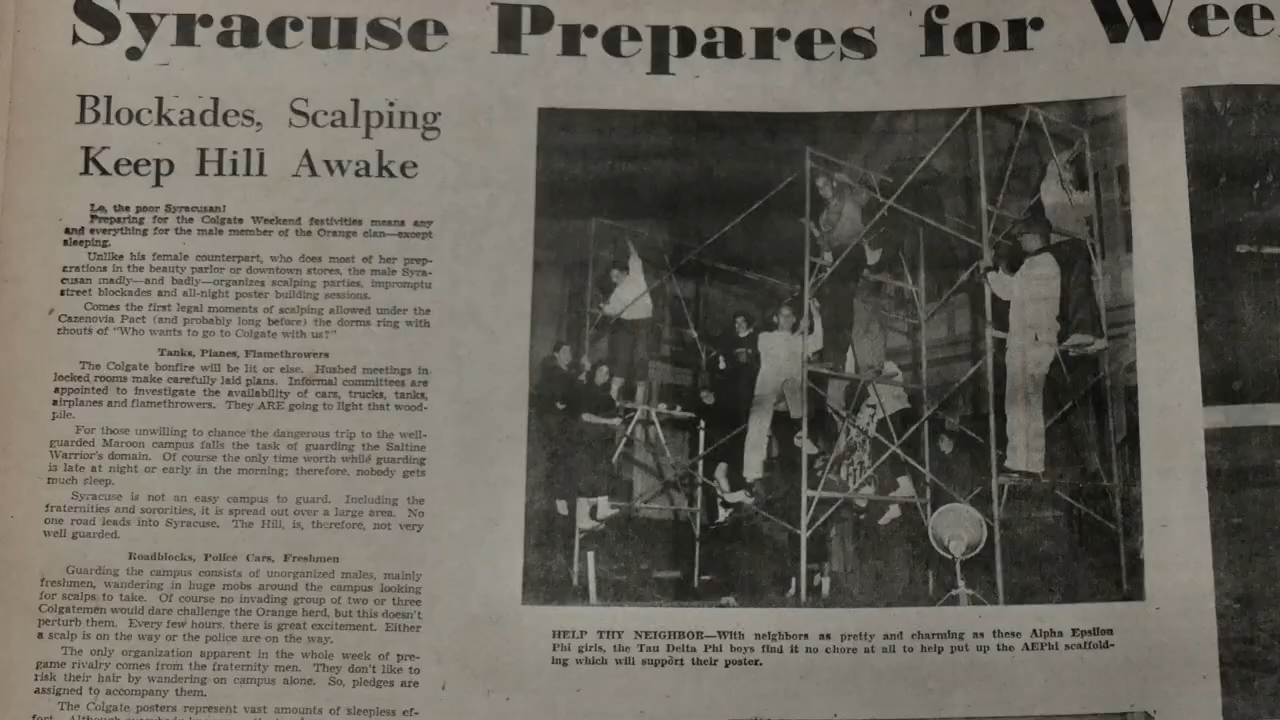 Syracuse Prepares for Wee
Blockades, Scalping
Keep Hill Awake
Lo, the poor Syracusan!
Preparing for the Colgate Weekend festivities means any
and everything for the male member of the Orange clan—except
sleeping.
Unlike his female counterpart, who does most of her prep-
erations in the beauty parlor or downtown stores, the male Syra-
cusan madly—and badly—organizes scalping parties, impromptu
street blockades and all-night poster building sessions.
Comes the first legal moments of scalping allowed under the
Cazenovia Pact (and probably long before) the dorms ring with
shouts of "Who wants to go to Colgate with us?"
Tanks, Planes, Flamethrowers
The Colgate bonfire will be lit or else. Hushed meetings in
locked rooms make carefully laid plans. Informal committees are
appointed to investigate the availability of cars, trucks, tanks,
airplanes and flamethrowers. They ARE going to light that wood-
pile.
For those unwilling to chance the dangerous trip to the well-
guarded Maroon campus falls the task of guarding the Saltine
Warrior's domain. Of course the only time worth while guarding
is late at night or early in the morning; therefore, nobody gets
much sleep.
Syracuse is not an easy campus to guard. Including the
fraternities and sororities, it is spread out over a large area. No
one road leads into Syracuse. The Hill, is, therefore, not very
well guarded.
Roadblocks, Police Cars, Freshmen
Guarding the campus consists of unorganized males, mainly
freshmen, wandering in huge mobs around the campus looking
for scalps to take. Of course no invading group of two or three
Colgatemen would dare challenge the Orange herd, but this doesn't
perturb them. Every few hours, there is great excitement. Either
a scalp is on the way or the police are on the way.
The only organization apparent in the whole week of pre-
game rivalry comes from the fraternity men. They don't like to
risk their hair by wandering on campus alone. So, pledges are
assigned to accompany them.
The Colgate posters represent vast amounts of sleepless ef-
fort. Although
HELP THY NEIGHBOR—With neighbors as pretty and charming as these Alpha Epsilon
Phi girls, the Tau Delta Phi boys find it no chore at all to help put up the AEPhi scaffold-
ing which will support their poster.